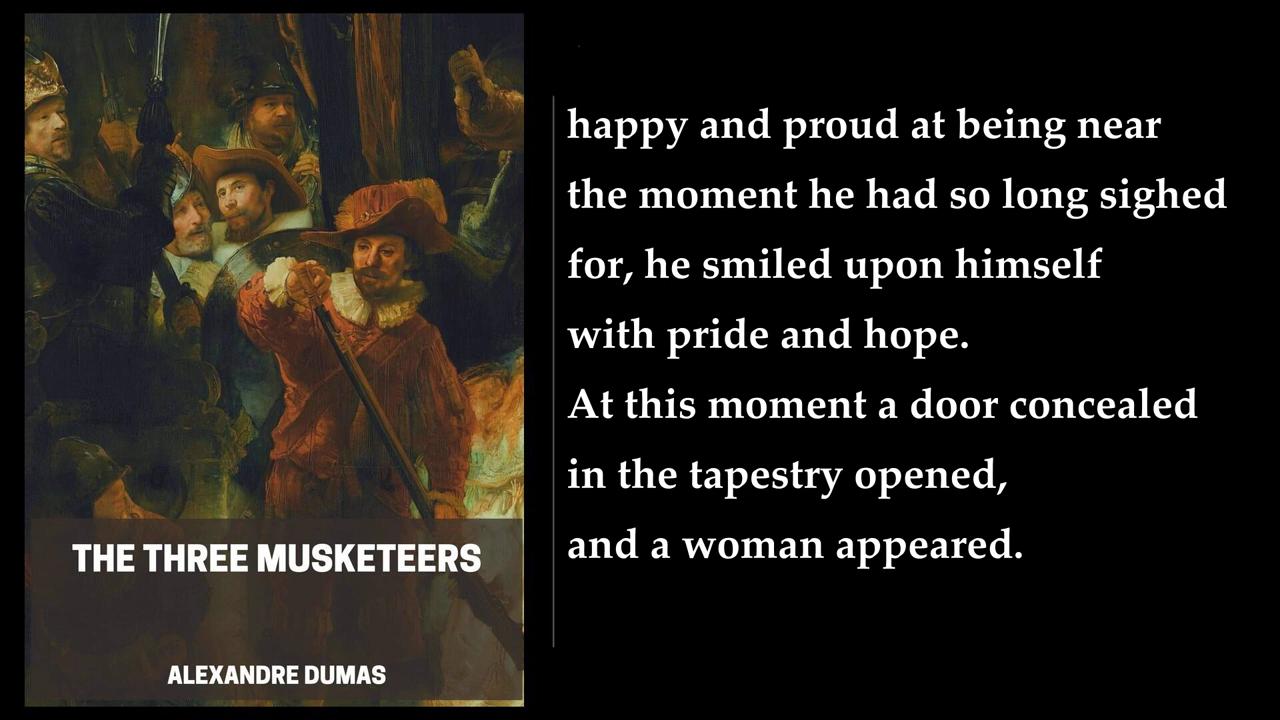 THE THREE MUSKETEERS
ALEXANDRE DUMAS
happy and proud at being near
the moment he had so long sighed
for, he smiled upon himself
with pride and hope.
At this moment a door concealed
in the tapestry opened,
and a woman appeared.